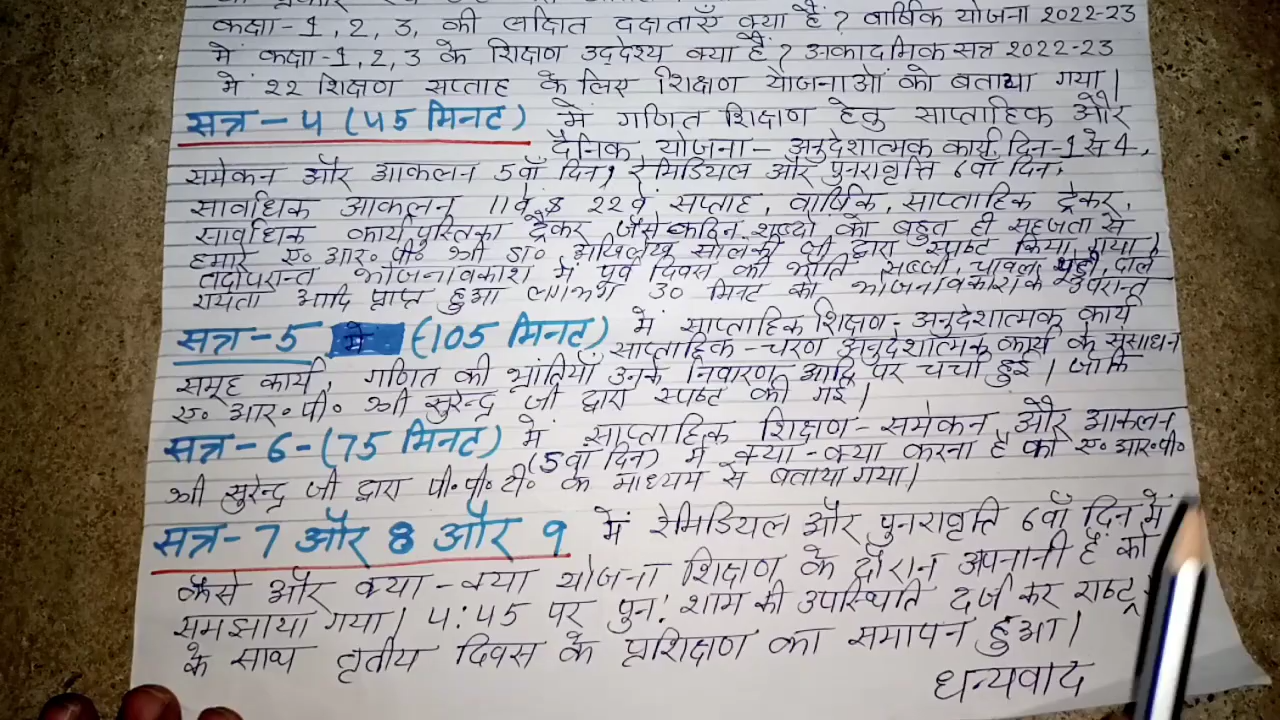 कक्षा-1, 2, 3, की लक्षित दक्षताएँ क्या हैं? वार्षिक योजना 2022-23
में कक्षा-1, 2, 3 के शिक्षण उद्देश्य क्या हैं? अकादमिक सत्र 2022-23
में 22 शिक्षण सप्ताह के लिए शिक्षण योजनाओं को बताया गया।
सत्र-4 (45 मिनट) में गणित शिक्षण हेतु साप्ताहिक और
दैनिक योजना- अनुदेशात्मक कार्य, दिन-1 से 4,
समेकन और आकलन 5वाँ दिन, रेमिडियल और पुनरावृत्ति 6वाँ दिन,
सावधिक आकलन 11वें & 22वें सप्ताह, वार्षिक, साप्ताहिक ट्रेकर,
सावधिक कार्यपुस्तिका ट्रैकर जैसे कठिन शब्दों को बहुत ही सहजता से
हमारे ए० आर० पी० श्री डा० अखिलेश सोलंकी जी द्वारा स्पष्ट किया गया।
तदोपरान्त भोजनावकाश में पूर्व दिवस की भाँति सब्जी, चावल, दाल
रायता आदि प्राप्त हुआ लगभग 30 मिनट के भोजनावकाश के उपरान्त
सत्र-5 में (105 मिनट) में साप्ताहिक शिक्षण- अनुदेशात्मक कार्य
साप्ताहिक-चरण अनुदेशात्मक कार्य के सुसाधन
समूह कार्य, गणित की भ्रांतियाँ उनके निवारण आदि पर चर्चा हुई। जोकि
ए० आर० पी० श्री सुरेन्द्र जी द्वारा स्पष्ट की गई।
सत्र-6-(75 मिनट) में साप्ताहिक शिक्षण- समेकन और आकलन
(5वाँ दिन) में क्या-क्या करना है को ए० आर० पी०
श्री सुरेन्द्र जी द्वारा पी० पी० टी० के माध्यम से बताया गया।
सत्र-7 और 8 और 9 में रेमिडियल और पुनरावृति 6वाँ दिन में
कैसे और क्या-क्या योजना शिक्षण के दौरान अपनानी हैं को
समझाया गया। 4:45 पर पुन: शाम की उपस्थिति दर्ज कर राष्ट्र
के साथ तृतीय दिवस के प्रशिक्षण का समापन हुआ।
धन्यवाद